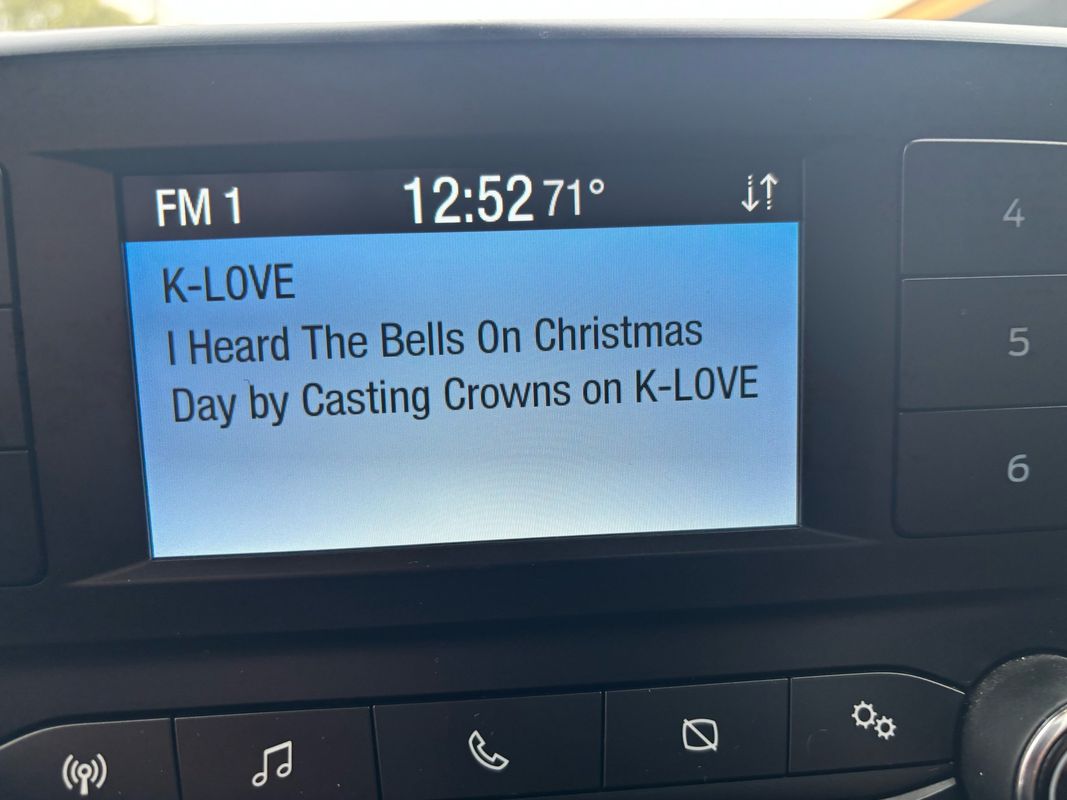 FM 1 12:52 71°
K-LOVE
I Heard The Bells On Christmas
Day by Casting Crowns on K-LOVE
4
5
6